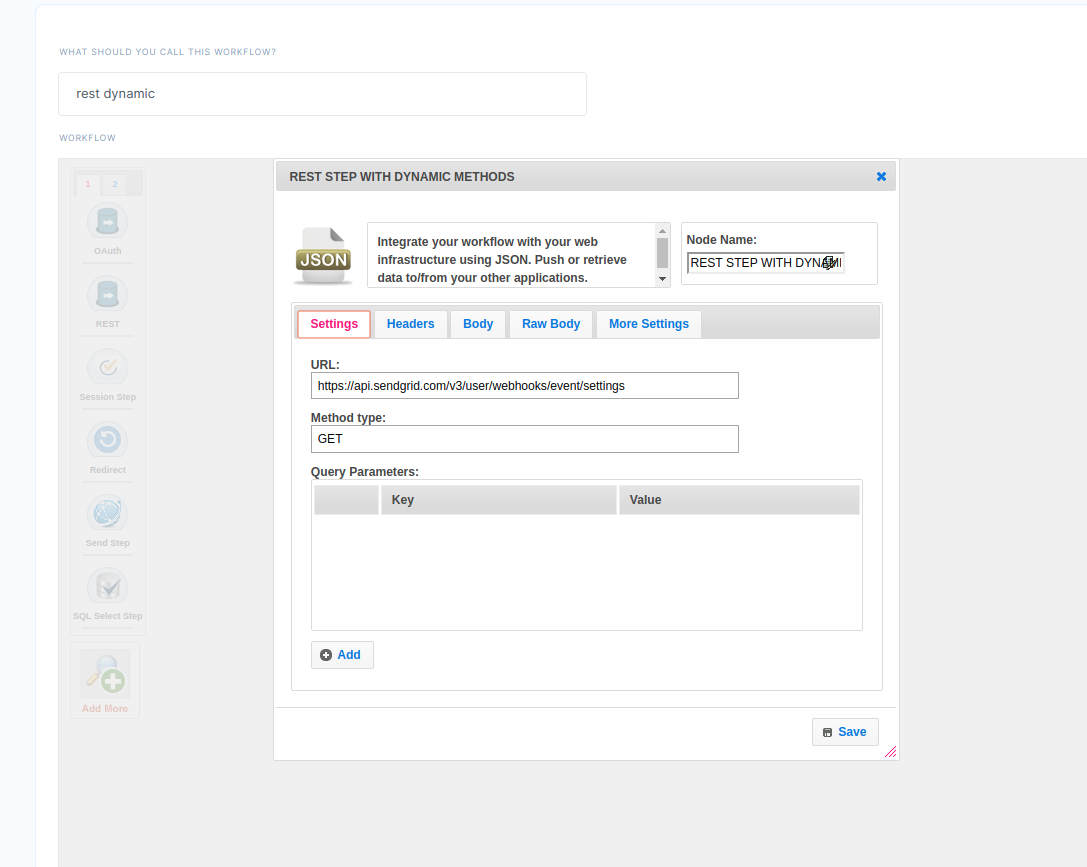 WHAT SHOULD YOU CALL THIS WORKFLOW?
rest dynamic
WORKFLOW
1 2
OAuth
REST
Session Step
Redirect
Send Step
SQL Select Step
Add More
REST STEP WITH DYNAMIC METHODS
JSON
Integrate your workflow with your web
infrastructure using JSON. Push or retrieve
data to/from your other applications.
Node Name:
REST STEP WITH DYNAMI
Settings Headers Body Raw Body More Settings
URL:
https://api.sendgrid.com/v3/user/webhooks/event/settings
Method type:
GET
Query Parameters:
Key Value
Add
Save